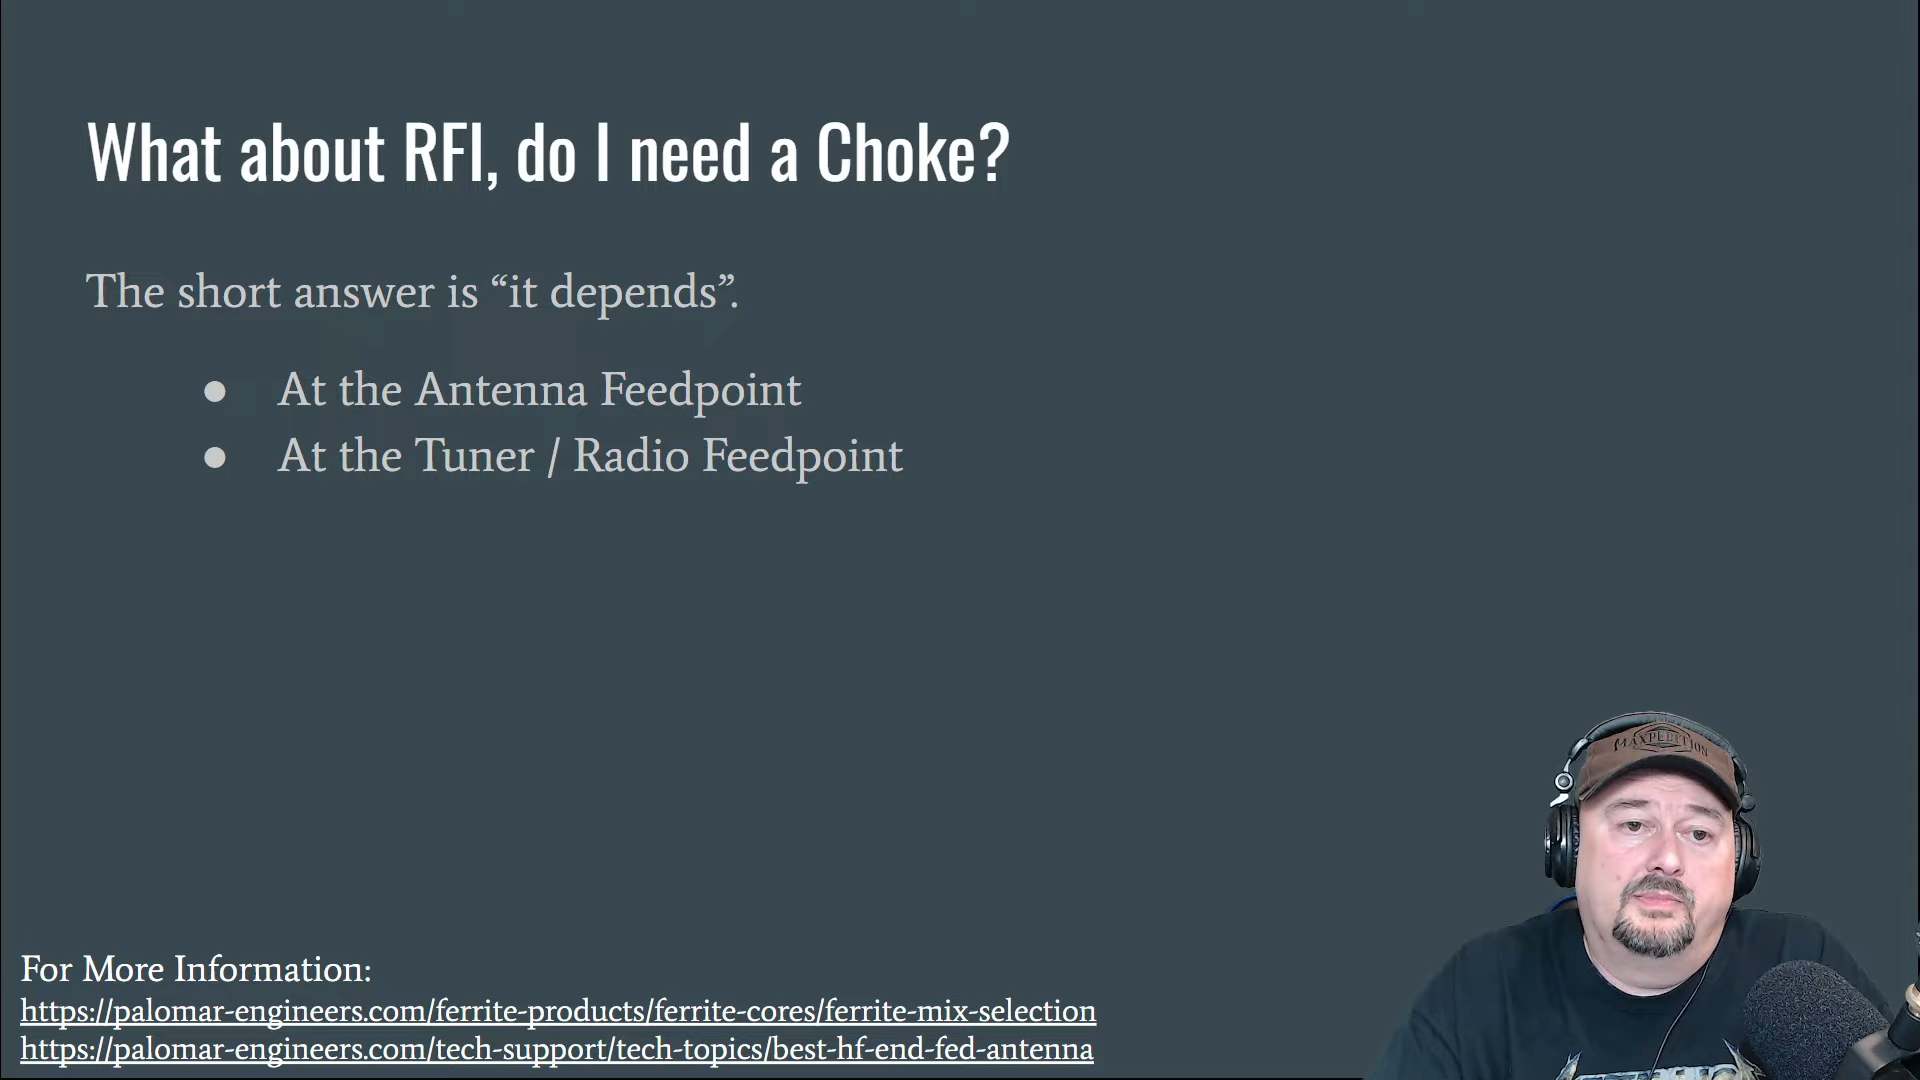 What about RFI, do I need a Choke?
The short answer is “it depends”.
● At the Antenna Feedpoint
● At the Tuner / Radio Feedpoint
MAXPEDITION
For More Information:
https://palomar-engineers.com/ferrite-products/ferrite-cores/ferrite-mix-selection
https://palomar-engineers.com/tech-support/tech-topics/best-hf-end-fed-antenna